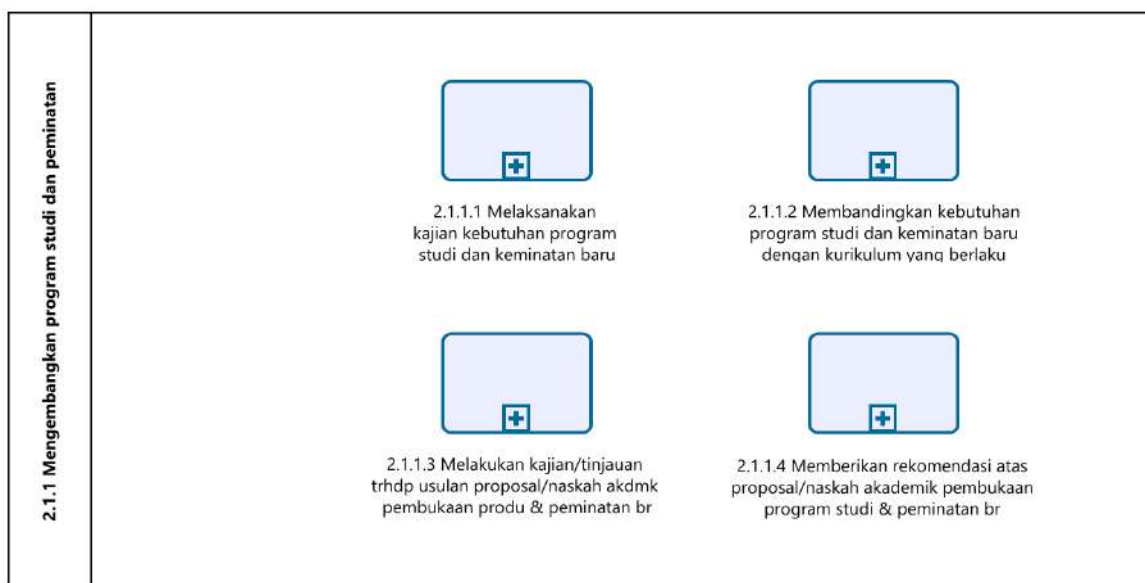 2.1.1 Mengembangkan program studi dan peminatan
2.1.1.1 Melaksanakan
kajian kebutuhan program
studi dan keminatan baru
2.1.1.2 Membandingkan kebutuhan
program studi dan keminatan baru
dengan kurikulum yang berlaku
2.1.1.3 Melakukan kajian/tinjauan
trhdp usulan proposal/naskah akdmk
pembukaan produ & peminatan br
2.1.1.4 Memberikan rekomendasi atas
proposal/naskah akademik pembukaan
program studi & peminatan br